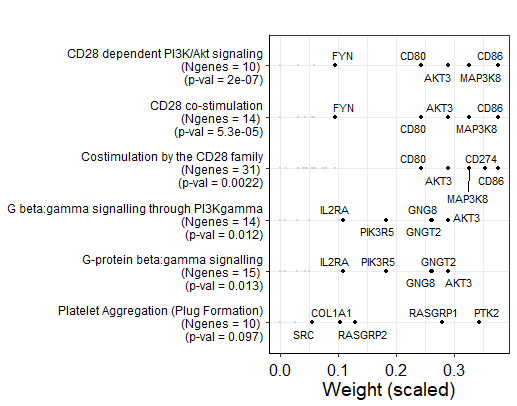 CD28 dependent PI3K/Akt signaling
(Ngenes = 10)
(p-val = 2e-07)
FYN CD80 CD86
AKT3 MAP3K8
CD28 co-stimulation
(Ngenes = 14)
(p-val = 5.3e-05)
FYN AKT3 CD86
CD80 MAP3K8
Costimulation by the CD28 family
(Ngenes = 31)
(p-val = 0.0022)
CD80 CD274
AKT3 CD86
MAP3K8
G beta:gamma signalling through PI3Kgamma
(Ngenes = 14)
(p-val = 0.012)
IL2RA GNG8 AKT3
PIK3R5 GNGT2
G-protein beta:gamma signalling
(Ngenes = 15)
(p-val = 0.013)
IL2RA PIK3R5 GNGT2
GNG8 AKT3
Platelet Aggregation (Plug Formation)
(Ngenes = 10)
(p-val = 0.097)
COL1A1 RASGRP1 PTK2
SRC RASGRP2
0.0 0.1 0.2 0.3
Weight (scaled)